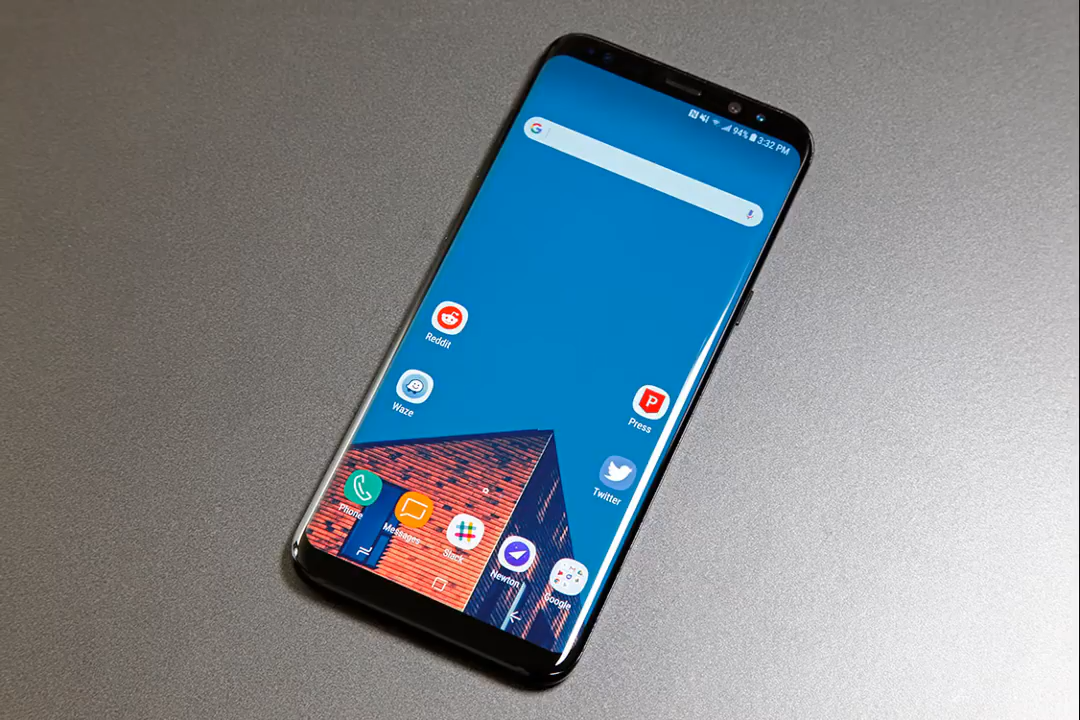 94% 3:32 PM
G
Reddit
Waze
P
Press
Twitter
Phone
Messages
Slack
Newton
Google